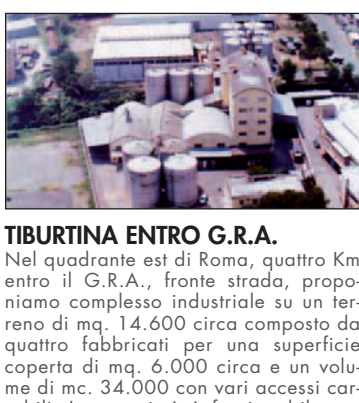 TIBURTINA ENTRO G.R.A.
Nel quadrante est di Roma, quattro Km
entro il G.R.A., fronte strada, propo-
niamo complesso industriale su un ter-
reno di mq. 14.600 circa composto da
quattro fabbricati per una superficie
coperta di mq. 6.000 circa e un volu-
me di mc. 34.000 con vari accessi car-